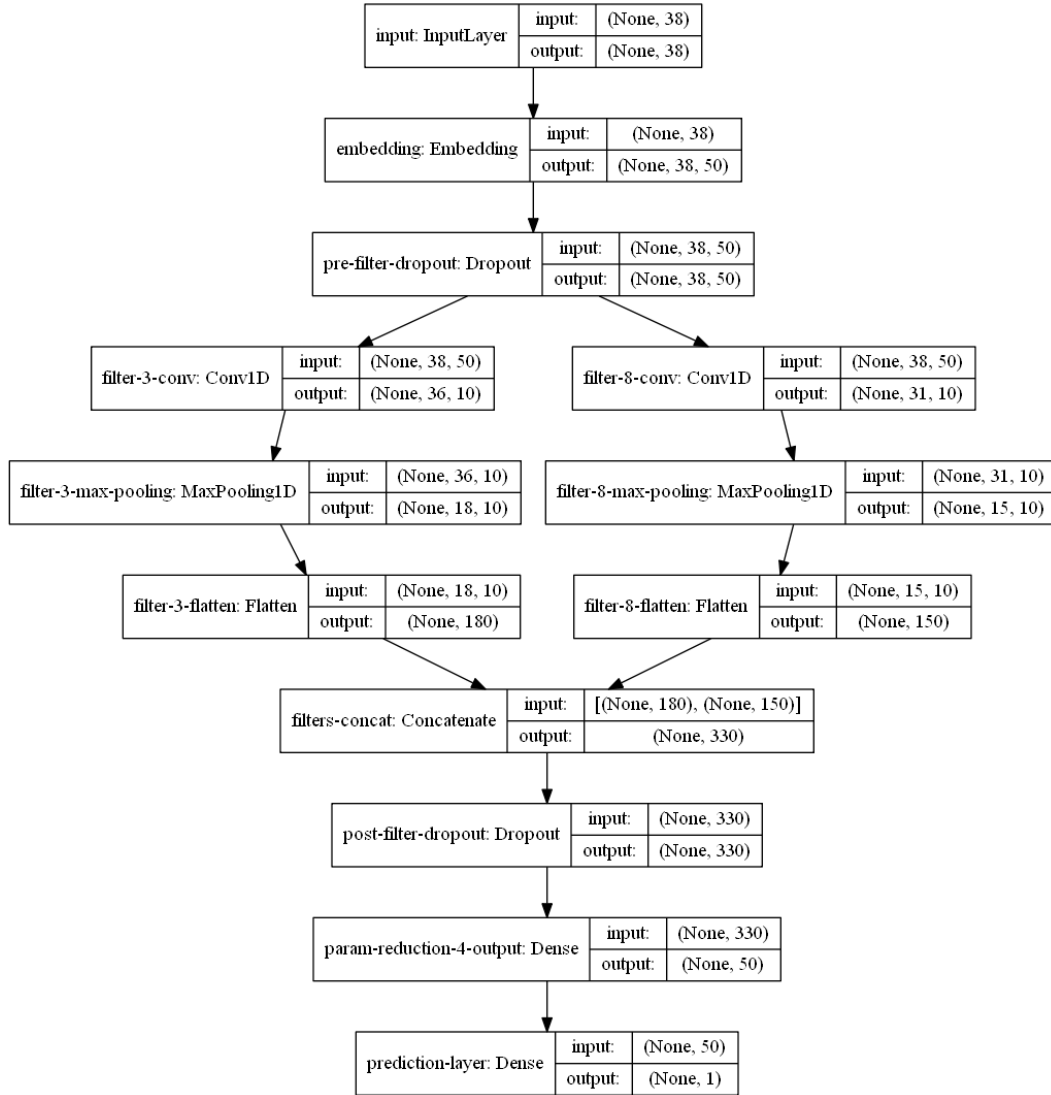 input: InputLayer
input: (None, 38)
output: (None, 38)
embedding: Embedding
input: (None, 38)
output: (None, 38, 50)
pre-filter-dropout: Dropout
input: (None, 38, 50)
output: (None, 38, 50)
filter-3-conv: Conv1D
input: (None, 38, 50)
output: (None, 36, 10)
filter-8-conv: Conv1D
input: (None, 38, 50)
output: (None, 31, 10)
filter-3-max-pooling: MaxPooling1D
input: (None, 36, 10)
output: (None, 18, 10)
filter-8-max-pooling: MaxPooling1D
input: (None, 31, 10)
output: (None, 15, 10)
filter-3-flatten: Flatten
input: (None, 18, 10)
output: (None, 180)
filter-8-flatten: Flatten
input: (None, 15, 10)
output: (None, 150)
filters-concat: Concatenate
input: [(None, 180), (None, 150)]
output: (None, 330)
post-filter-dropout: Dropout
input: (None, 330)
output: (None, 330)
param-reduction-4-output: Dense
input: (None, 330)
output: (None, 50)
prediction-layer: Dense
input: (None, 50)
output: (None, 1)